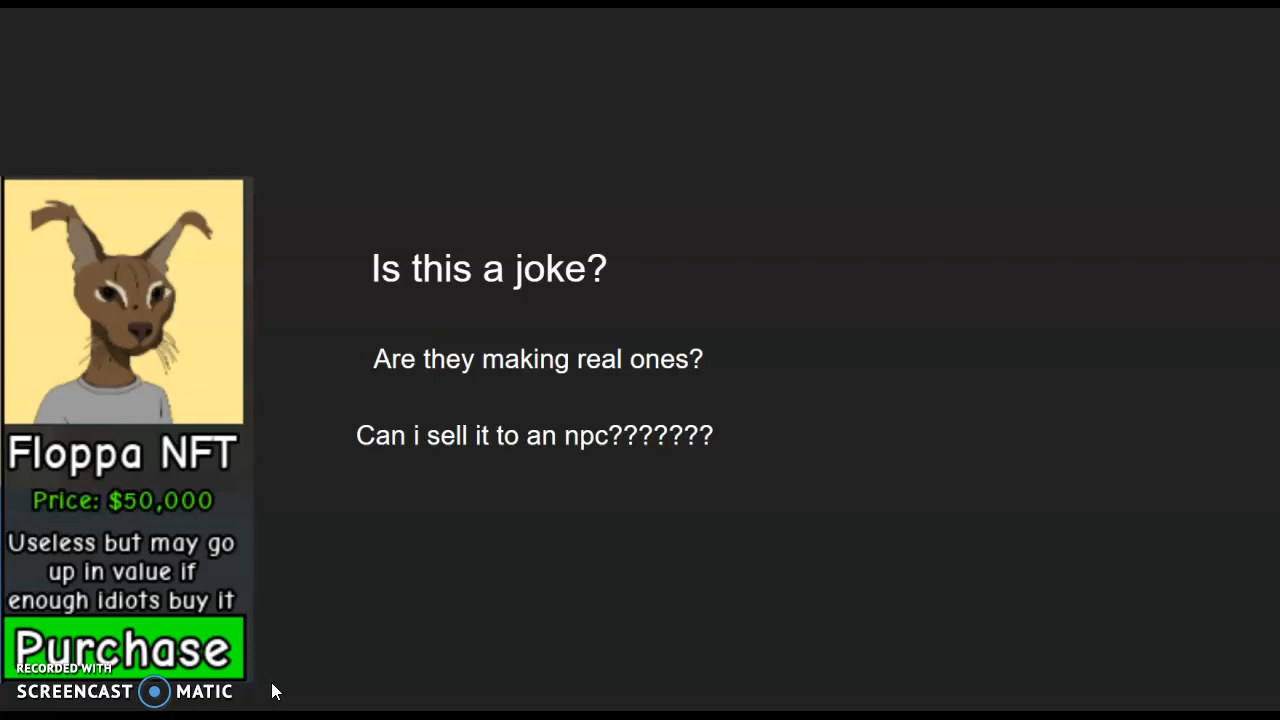 Is this a joke?
Are they making real ones?
Can i sell it to an npc???????
Floppa NFT
Price: $50,000
Useless but may go
up in value if
enough idiots buy it
Purchase
RECORDED WITH
SCREENCAST MATIC